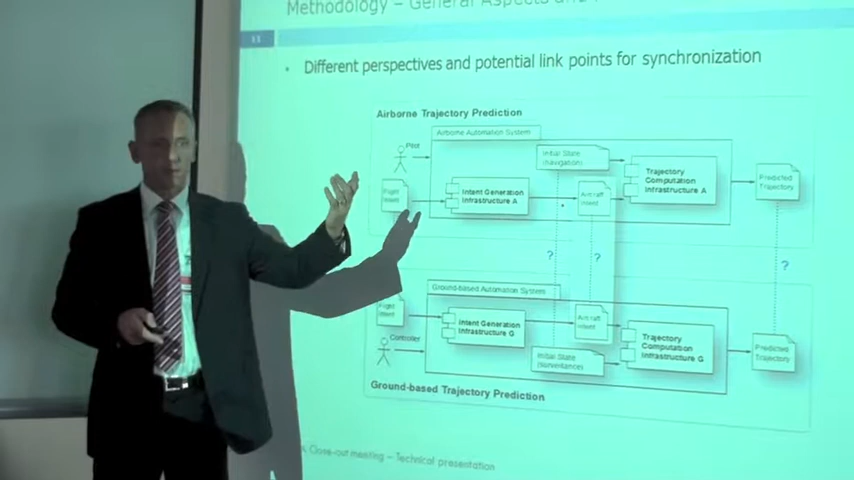 Methodology – General Aspects and
11
• Different perspectives and potential link points for synchronization
Airborne Trajectory Prediction
Airborne Automation System
Pilot
Initial State
(navigation)
Flight
Intent
Intent Generation
Infrastructure A
Aircraft
Intent
Trajectory
Computation
Infrastructure A
Predicted
Trajectory
?
?
?
Ground-based Automation System
Flight
Intent
Intent Generation
Infrastructure G
Aircraft
Intent
Trajectory
Computation
Infrastructure G
Predicted
Trajectory
Controller
Initial State
(surveillance)
Ground-based Trajectory Prediction
Close-out meeting – Technical presentation